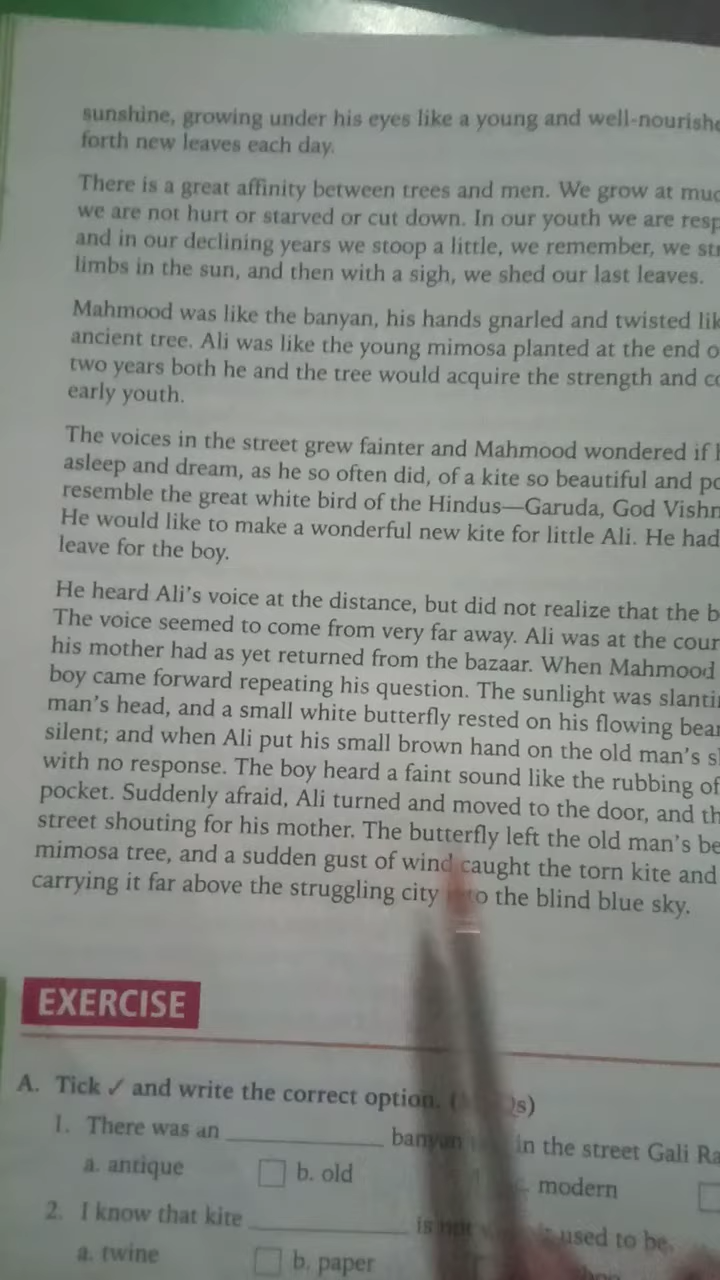 sunshine, growing under his eyes like a young and
forth new leaves each day.
There is a great affinity between trees and men. We grow at
we are not hurt or starved or cut down. In our youth we are
and in our declining years we stoop a little, we remember, we
limbs in the sun, and then with a sigh, we shed our last leaves.
Mahmood was like the banyan, his hands gnarled and twisted
ancient tree. Ali was like the young mimosa planted at the end
two years both he and the tree would acquire the strength and
early youth.
The voices in the street grew fainter and Mahmood wondered if
asleep and dream, as he so often did, of a kite so beautiful and
resemble the great white bird of the Hindus—Garuda, God
He would like to make a wonderful new kite for little Ali. He had
leave for the boy.
He heard Ali's voice at the distance, but did not realize that the
The voice seemed to come from very far away. Ali was at the
his mother had as yet returned from the bazaar. When Mahmood
boy came forward repeating his question. The sunlight was
man's head, and a small white butterfly rested on his flowing
silent; and when Ali put his small brown hand on the old man's
with no response. The boy heard a faint sound like the rubbing of
pocket. Suddenly afraid, Ali turned and moved to the door, and
street shouting for his mother. The butterfly left the old man's
mimosa tree, and a sudden gust of wind caught the torn kite and
carrying it far above the struggling city the blind blue sky.
EXERCISE
A. Tick ✓ and write the correct option.
1. There was an ____________ banyan in the street Gali
a. antique b. old modern
2. I know that kite ____________ is used to be.
a. twine b. paper